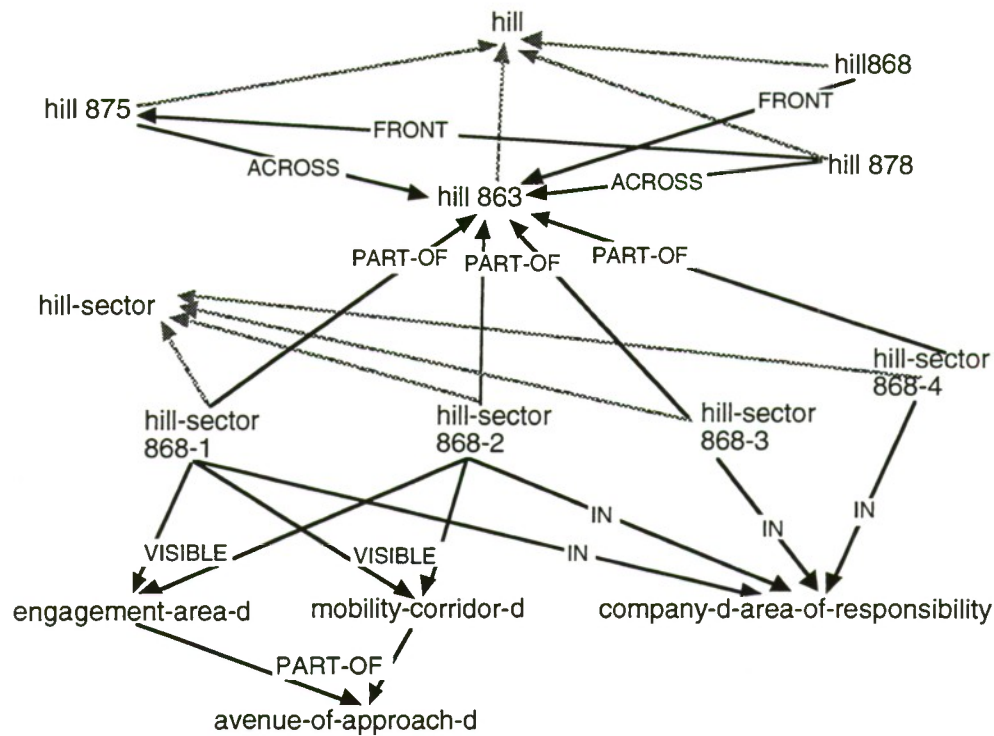 hill
hill868
hill 875
FRONT
FRONT
ACROSS
hill 878
ACROSS
hill 863
PART-OF
PART-OF
PART-OF
hill-sector
hill-sector
868-4
hill-sector
868-1
hill-sector
868-2
hill-sector
868-3
IN
IN
IN
IN
VISIBLE
VISIBLE
engagement-area-d
mobility-corridor-d
company-d-area-of-responsibility
PART-OF
avenue-of-approach-d